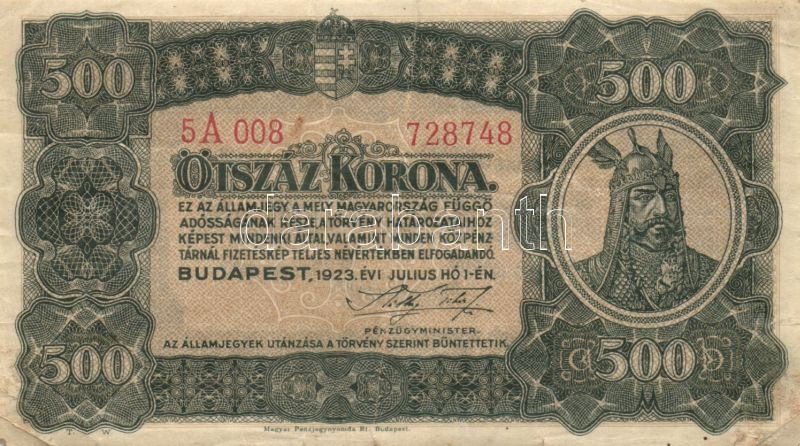 500 500
5A 008 728748
ÖTSZÁZ KORONA.
EZ AZ ÁLLAMJEGY A MELY MAGYARORSZÁG FÜGGŐ
ADÓSSÁGÁNAK RÉSZE, A TÖRVÉNY HATÁROZATAIHOZ
KÉPEST MINDENKI ÁLTAL, VALAMINT MINDEN KÖZPÉNZ
TÁRNÁL FIZETÉSKÉP TELJES NÉVÉRTÉKBEN ELFOGADANDÓ.
BUDAPEST, 1923. ÉVI JULIUS HÓ 1-ÉN.
PÉNZÜGYMINISTER.
AZ ÁLLAMJEGYEK UTÁNZÁSA A TÖRVÉNY SZERINT BÜNTETTETIK.
500 500
Magyar Pénzjegynyomda Rt. Budapest.
databanth